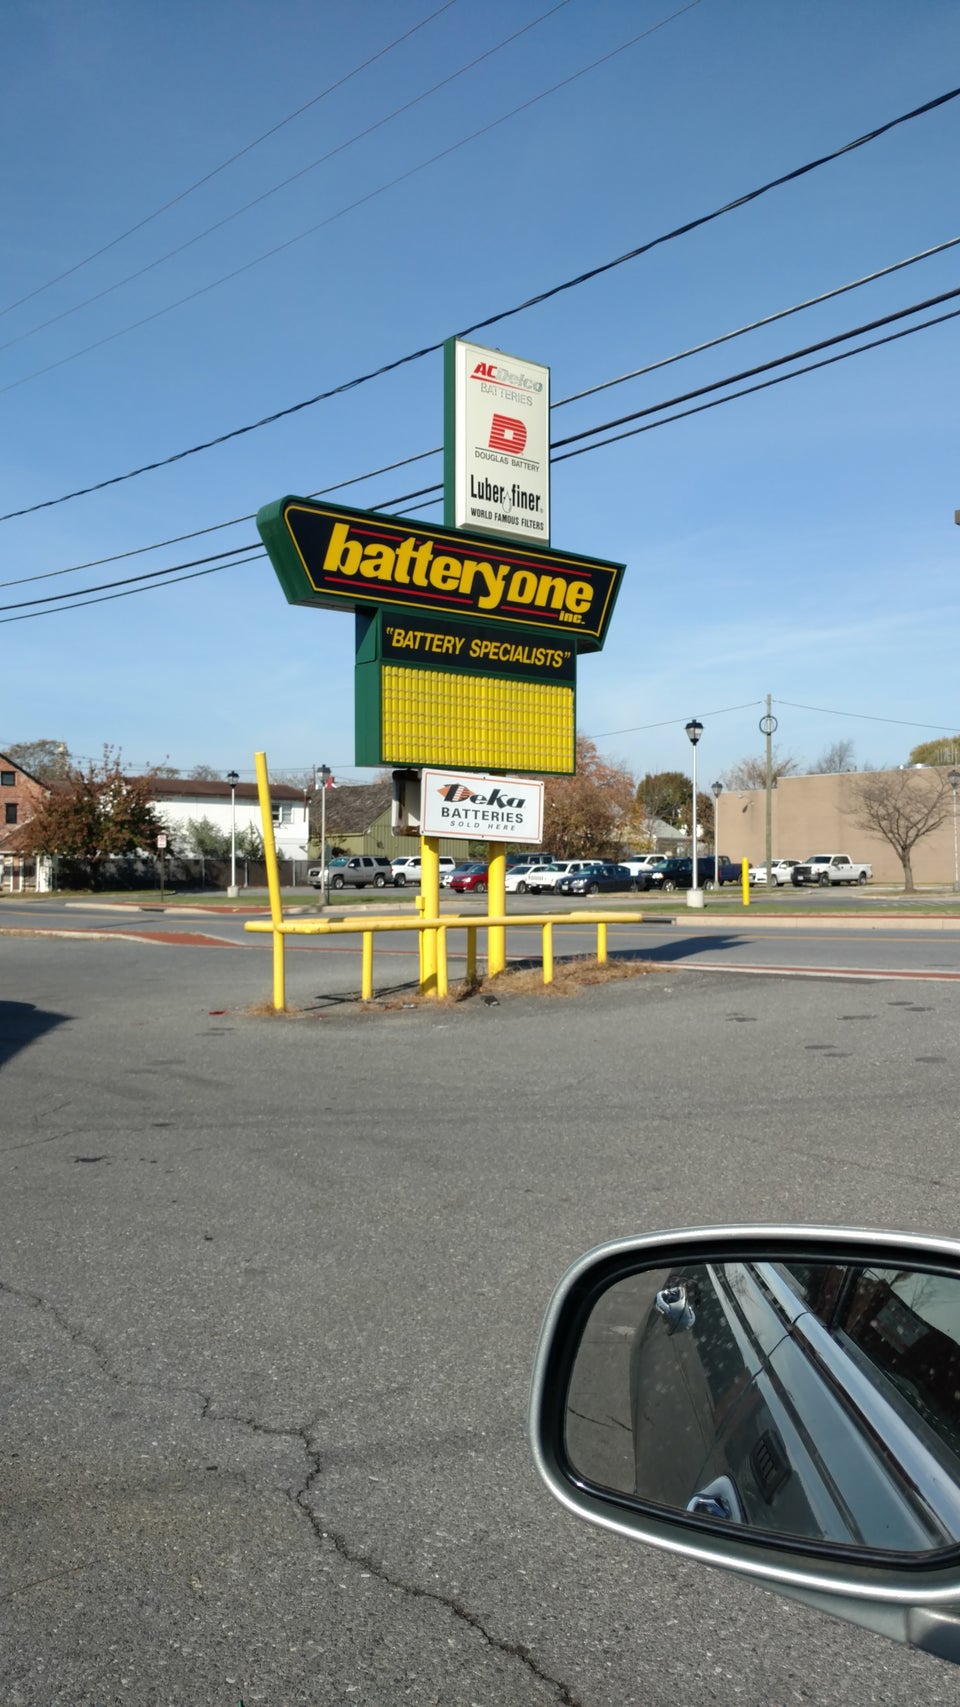 ACDelco
BATTERIES
D
DOUGLAS BATTERY
Luberfiner
WORLD FAMOUS FILTERS
batteryone
inc.
"BATTERY SPECIALISTS"
Deka
BATTERIES
SOLD HERE